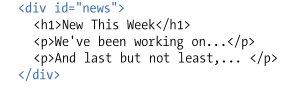 <div id="news">
<h1>New This Week</h1>
<p>We've been working on...</p>
<p>And last but not least,... </p>
</div>